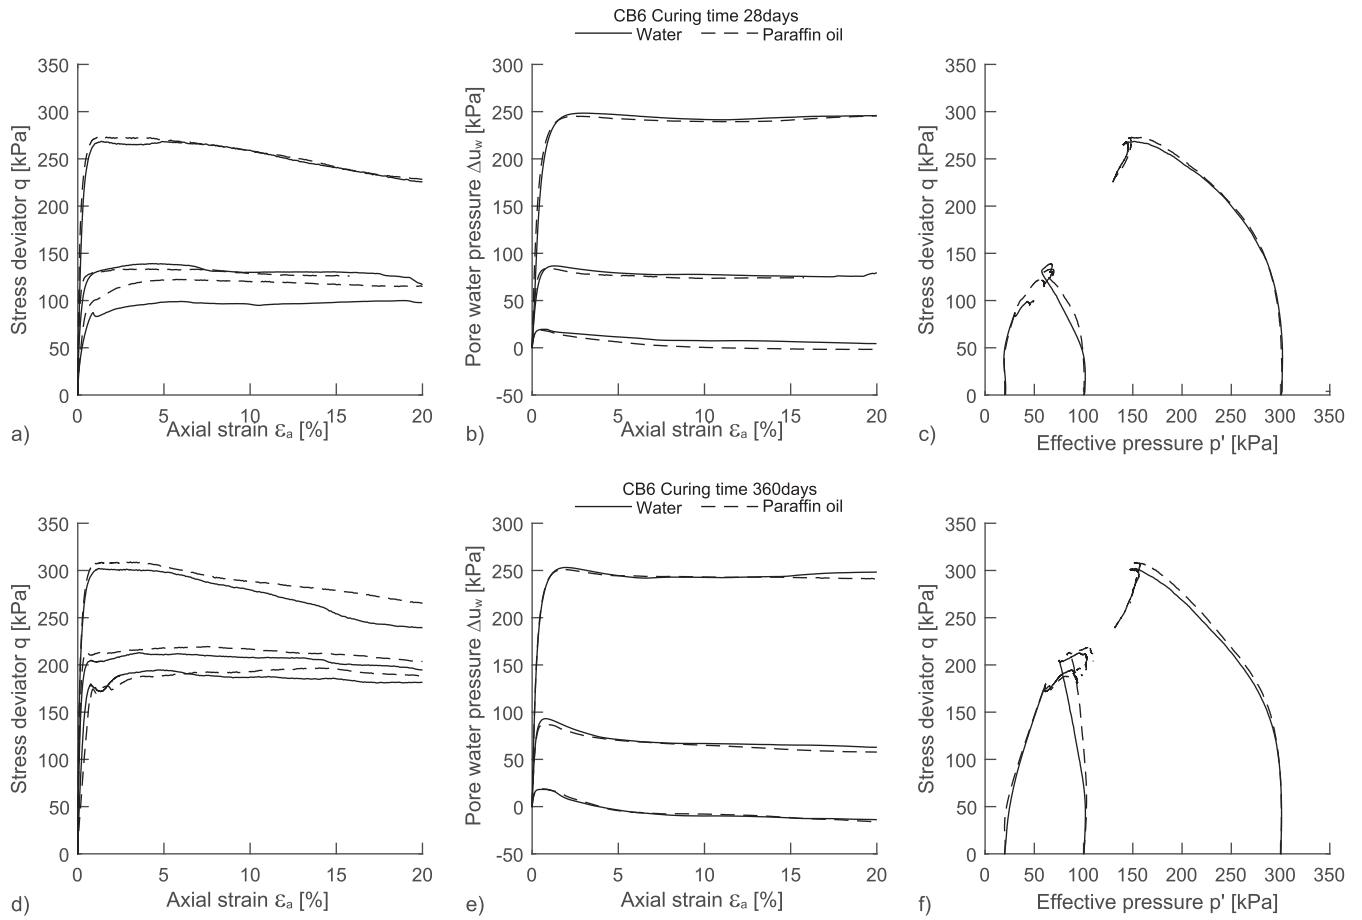 CB6 Curing time 28days
Water Paraffin oil
350
300
250
200
150
100
50
0
0 5 10 15 20
Stress deviator q [kPa]
Axial strain εa [%]
a)
300
250
200
150
100
50
0
-50
0 5 10 15 20
Pore water pressure Δuw [kPa]
Axial strain εa [%]
b)
350
300
250
200
150
100
50
0
0 50 100 150 200 250 300 350
Stress deviator q [kPa]
Effective pressure p' [kPa]
c)
CB6 Curing time 360days
Water Paraffin oil
350
300
250
200
150
100
50
0
0 5 10 15 20
Stress deviator q [kPa]
Axial strain εa [%]
d)
300
250
200
150
100
50
0
-50
0 5 10 15 20
Pore water pressure Δuw [kPa]
Axial strain εa [%]
e)
350
300
250
200
150
100
50
0
0 50 100 150 200 250 300 350
Stress deviator q [kPa]
Effective pressure p' [kPa]
f)